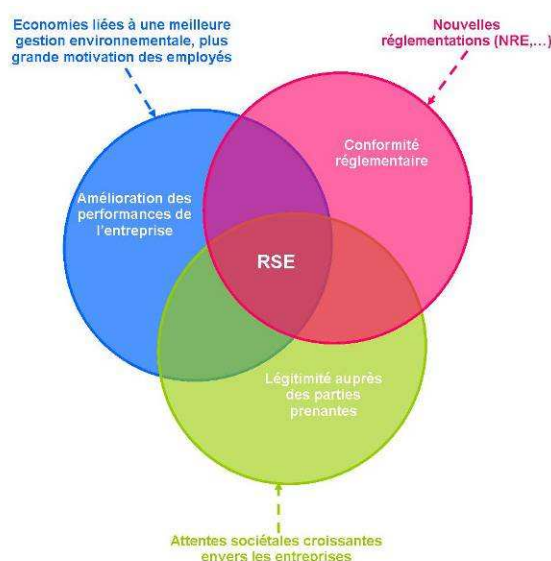 Economies liées à une meilleure
gestion environnementale, plus
grande motivation des employés
Nouvelles
réglementations (NRE,...)
Conformité
réglementaire
Amélioration des
performances de
l'entreprise
RSE
Légitimité auprès
des parties
prenantes
Attentes sociétales croissantes
envers les entreprises